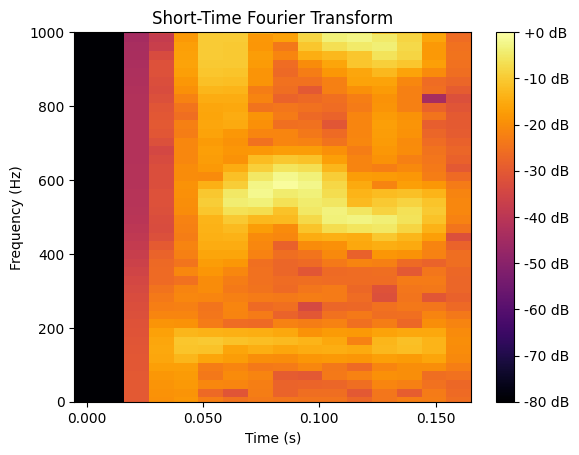 Short-Time Fourier Transform
1000
800
600
400
200
0
Frequency (Hz)
0.000
0.050
0.100
0.150
Time (s)
+0 dB
-10 dB
-20 dB
-30 dB
-40 dB
-50 dB
-60 dB
-70 dB
-80 dB